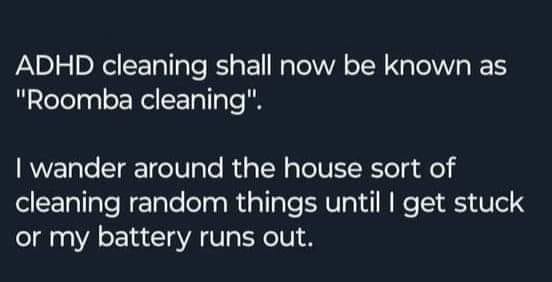 ADHD cleaning shall now be known as
"Roomba cleaning".
I wander around the house sort of
cleaning random things until I get stuck
or my battery runs out.